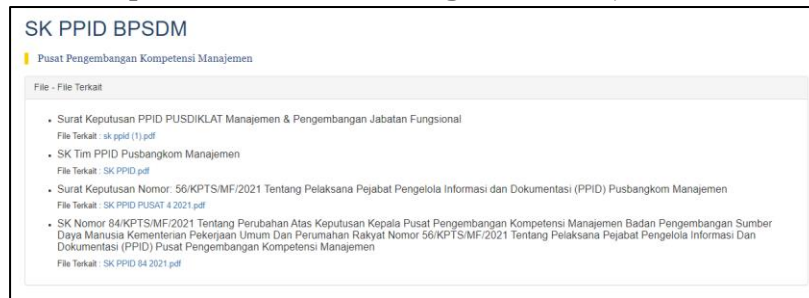 SK PPID BPSDM
Pusat Pengembangan Kompetensi Manajemen
File - File Terkait
Surat Keputusan PPID PUSDIKLAT Manajemen & Pengembangan Jabatan Fungsional
File Terkait : sk ppid (1).pdf
SK Tim PPID Pusbangkom Manajemen
File Terkait : SK PPID.pdf
Surat Keputusan Nomor: 56/KPTS/MF/2021 Tentang Pelaksana Pejabat Pengelola Informasi dan Dokumentasi (PPID) Pusbangkom Manajemen
File Terkait : SK PPID PUSAT 4 2021.pdf
SK Nomor 84/KPTS/MF/2021 Tentang Perubahan Atas Keputusan Kepala Pusat Pengembangan Kompetensi Manajemen Badan Pengembangan Sumber
Daya Manusia Kementerian Pekerjaan Umum Dan Perumahan Rakyat Nomor 56/KPTS/MF/2021 Tentang Pelaksana Pejabat Pengelola Informasi Dan
Dokumentasi (PPID) Pusat Pengembangan Kompetensi Manajemen
File Terkait : SK PPID 84 2021.pdf